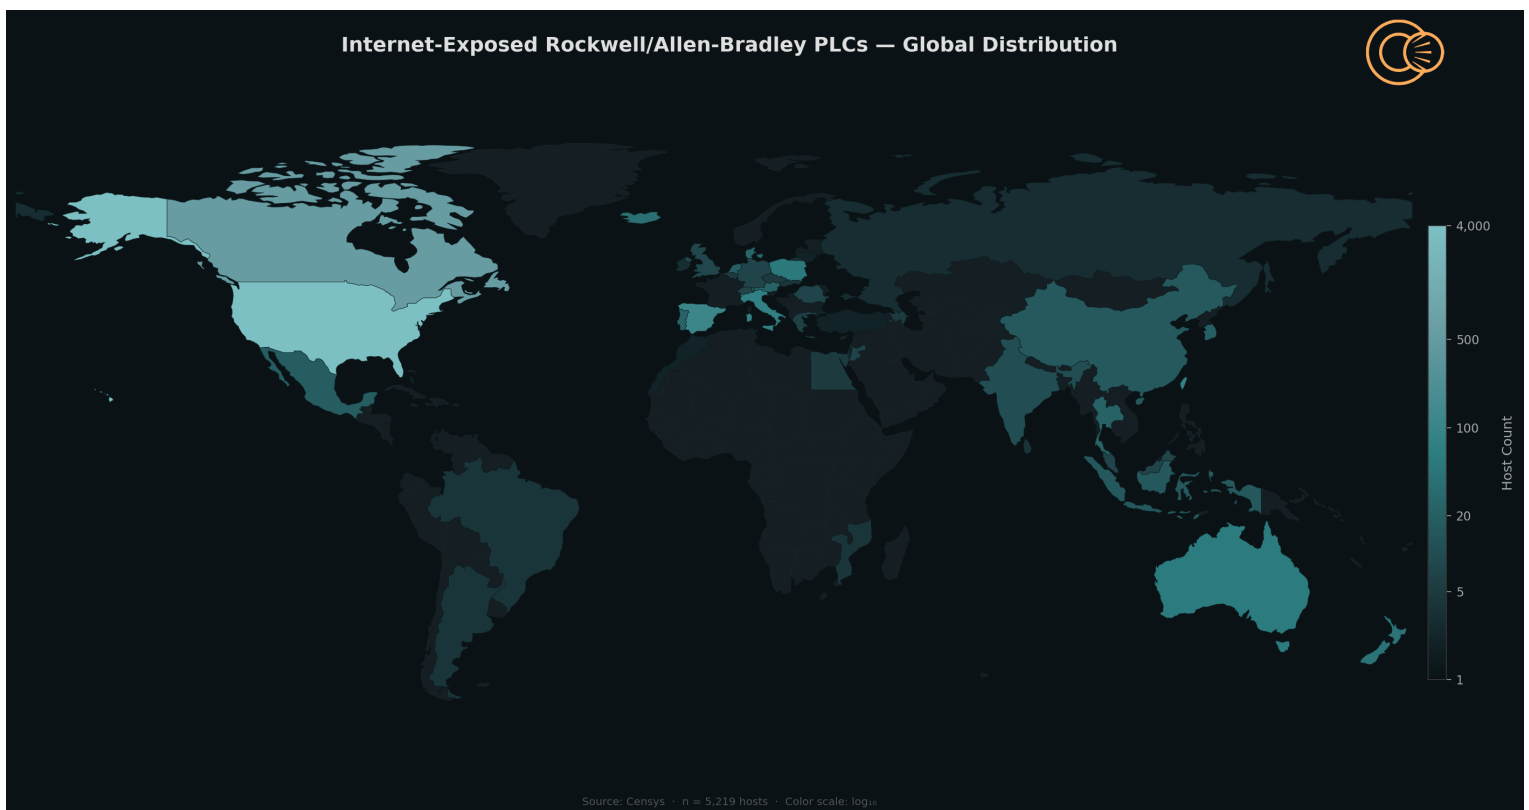 Internet-Exposed Rockwell/Allen-Bradley PLCs — Global Distribution
4,000
500
100
20
5
1
Host Count
Source: Censys · n = 5,219 hosts · Color scale: log₁₀